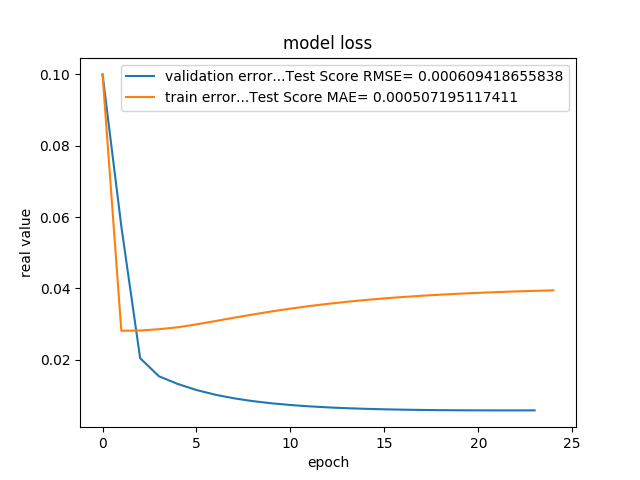 model loss
validation error...Test Score RMSE= 0.000609418655838
train error...Test Score MAE= 0.000507195117411
0.10
0.08
0.06
0.04
0.02
real value
0 5 10 15 20 25
epoch